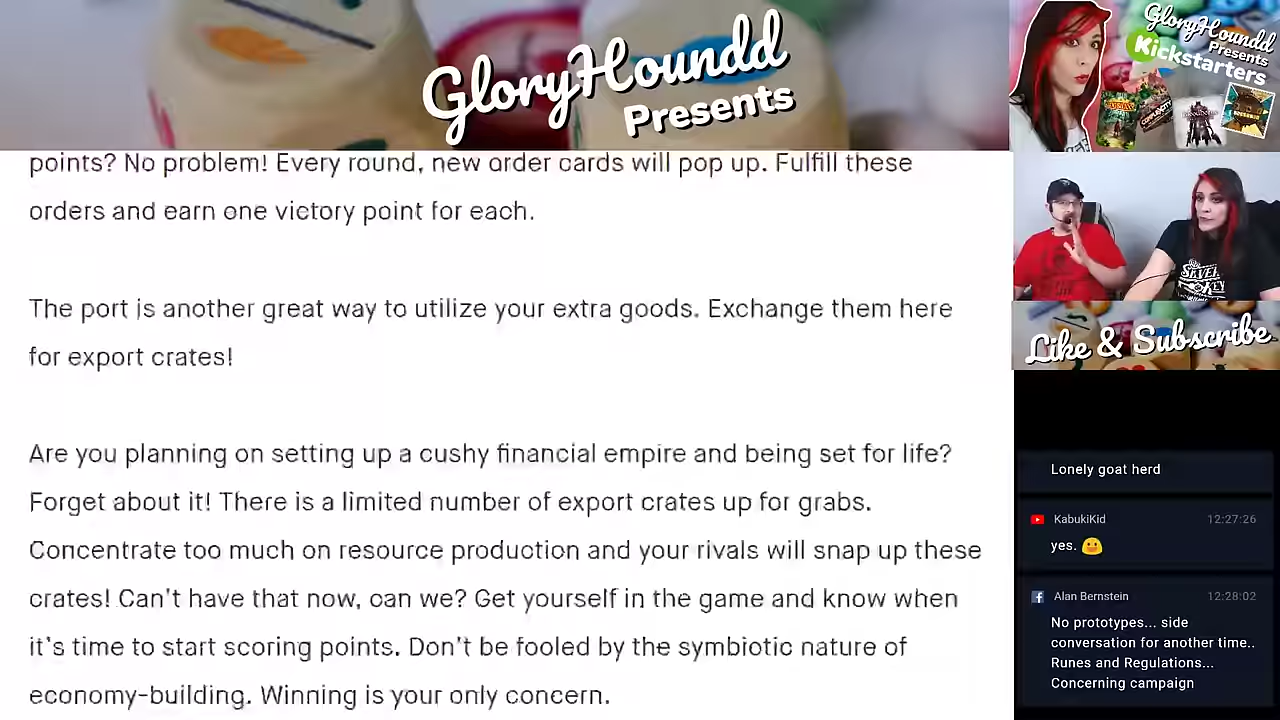 GloryHoundd
Presents
GloryHoundd
Presents
Kickstarters
points? No problem! Every round, new order cards will pop up. Fulfill these
orders and earn one victory point for each.
The port is another great way to utilize your extra goods. Exchange them here
for export crates!
Are you planning on setting up a cushy financial empire and being set for life?
Forget about it! There is a limited number of export crates up for grabs.
Concentrate too much on resource production and your rivals will snap up these
crates! Can't have that now, can we? Get yourself in the game and know when
it's time to start scoring points. Don't be fooled by the symbiotic nature of
economy-building. Winning is your only concern.
Like & Subscribe
Lonely goat herd
KabukiKid 12:27:26
yes.
Alan Bernstein 12:28:02
No prototypes... side
conversation for another time..
Runes and Regulations...
Concerning campaign